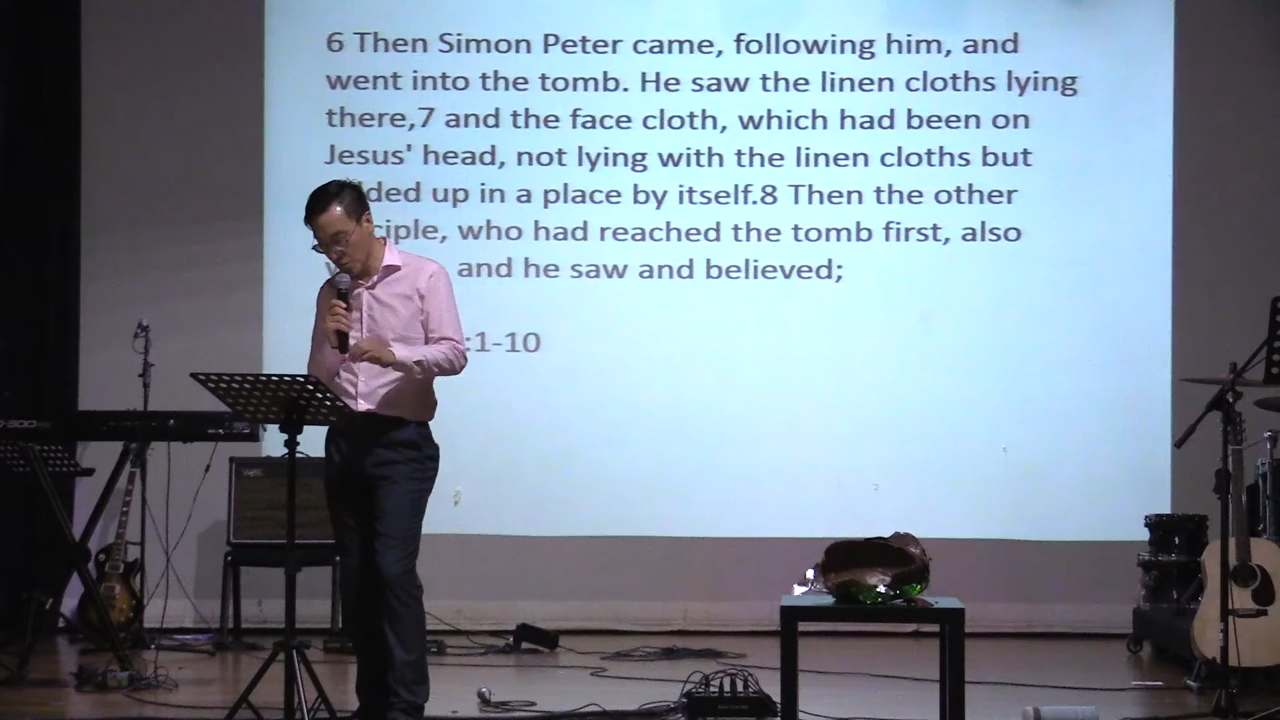 6 Then Simon Peter came, following him, and
went into the tomb. He saw the linen cloths lying
there,7 and the face cloth, which had been on
Jesus' head, not lying with the linen cloths but
ded up in a place by itself.8 Then the other
ciple, who had reached the tomb first, also
and he saw and believed;
:1-10